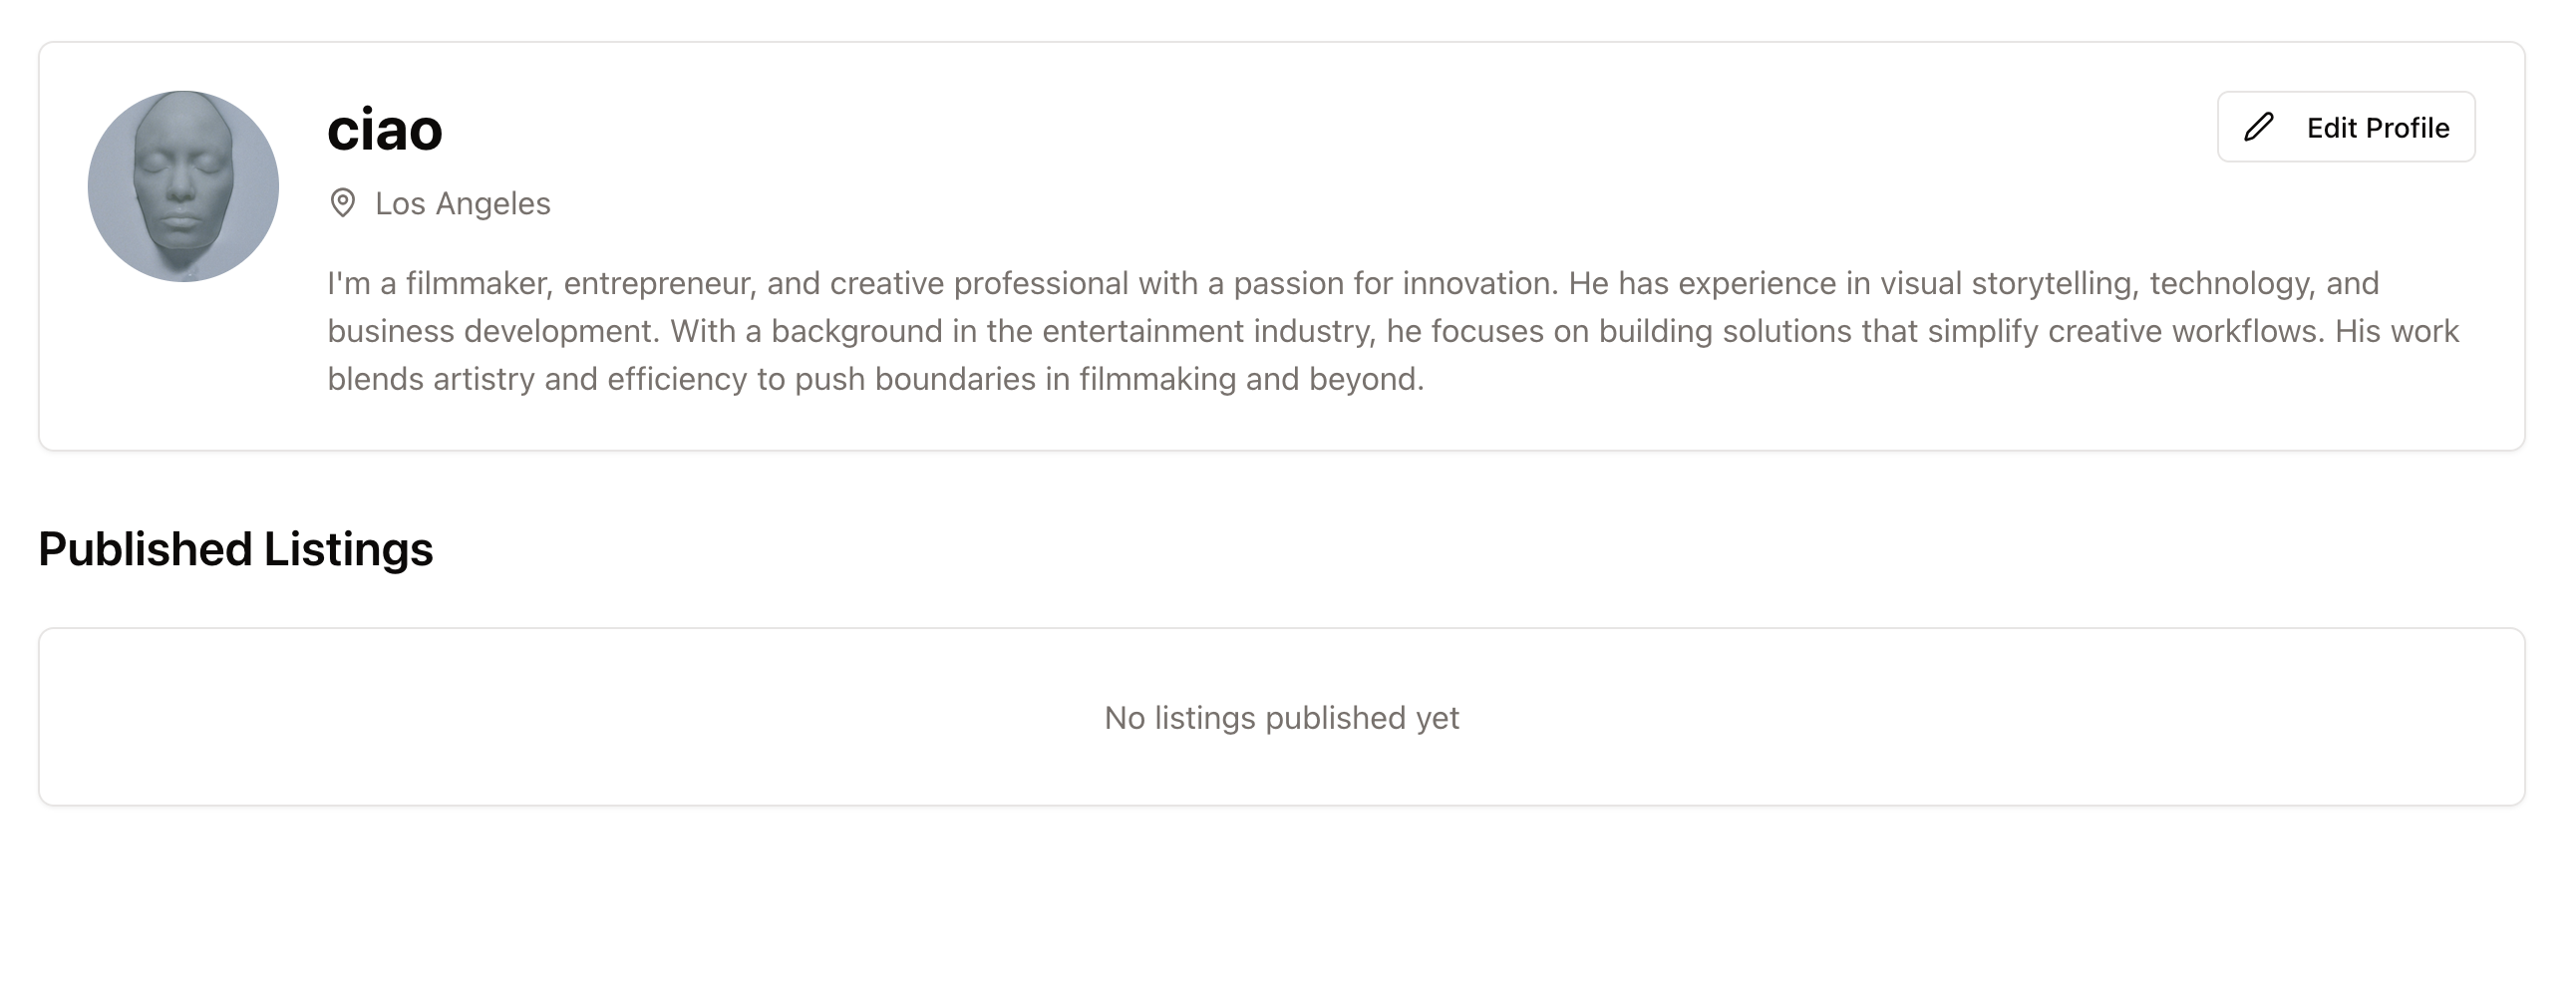 ciao
Edit Profile
Los Angeles
I'm a filmmaker, entrepreneur, and creative professional with a passion for innovation. He has experience in visual storytelling, technology, and
business development. With a background in the entertainment industry, he focuses on building solutions that simplify creative workflows. His work
blends artistry and efficiency to push boundaries in filmmaking and beyond.
Published Listings
No listings published yet